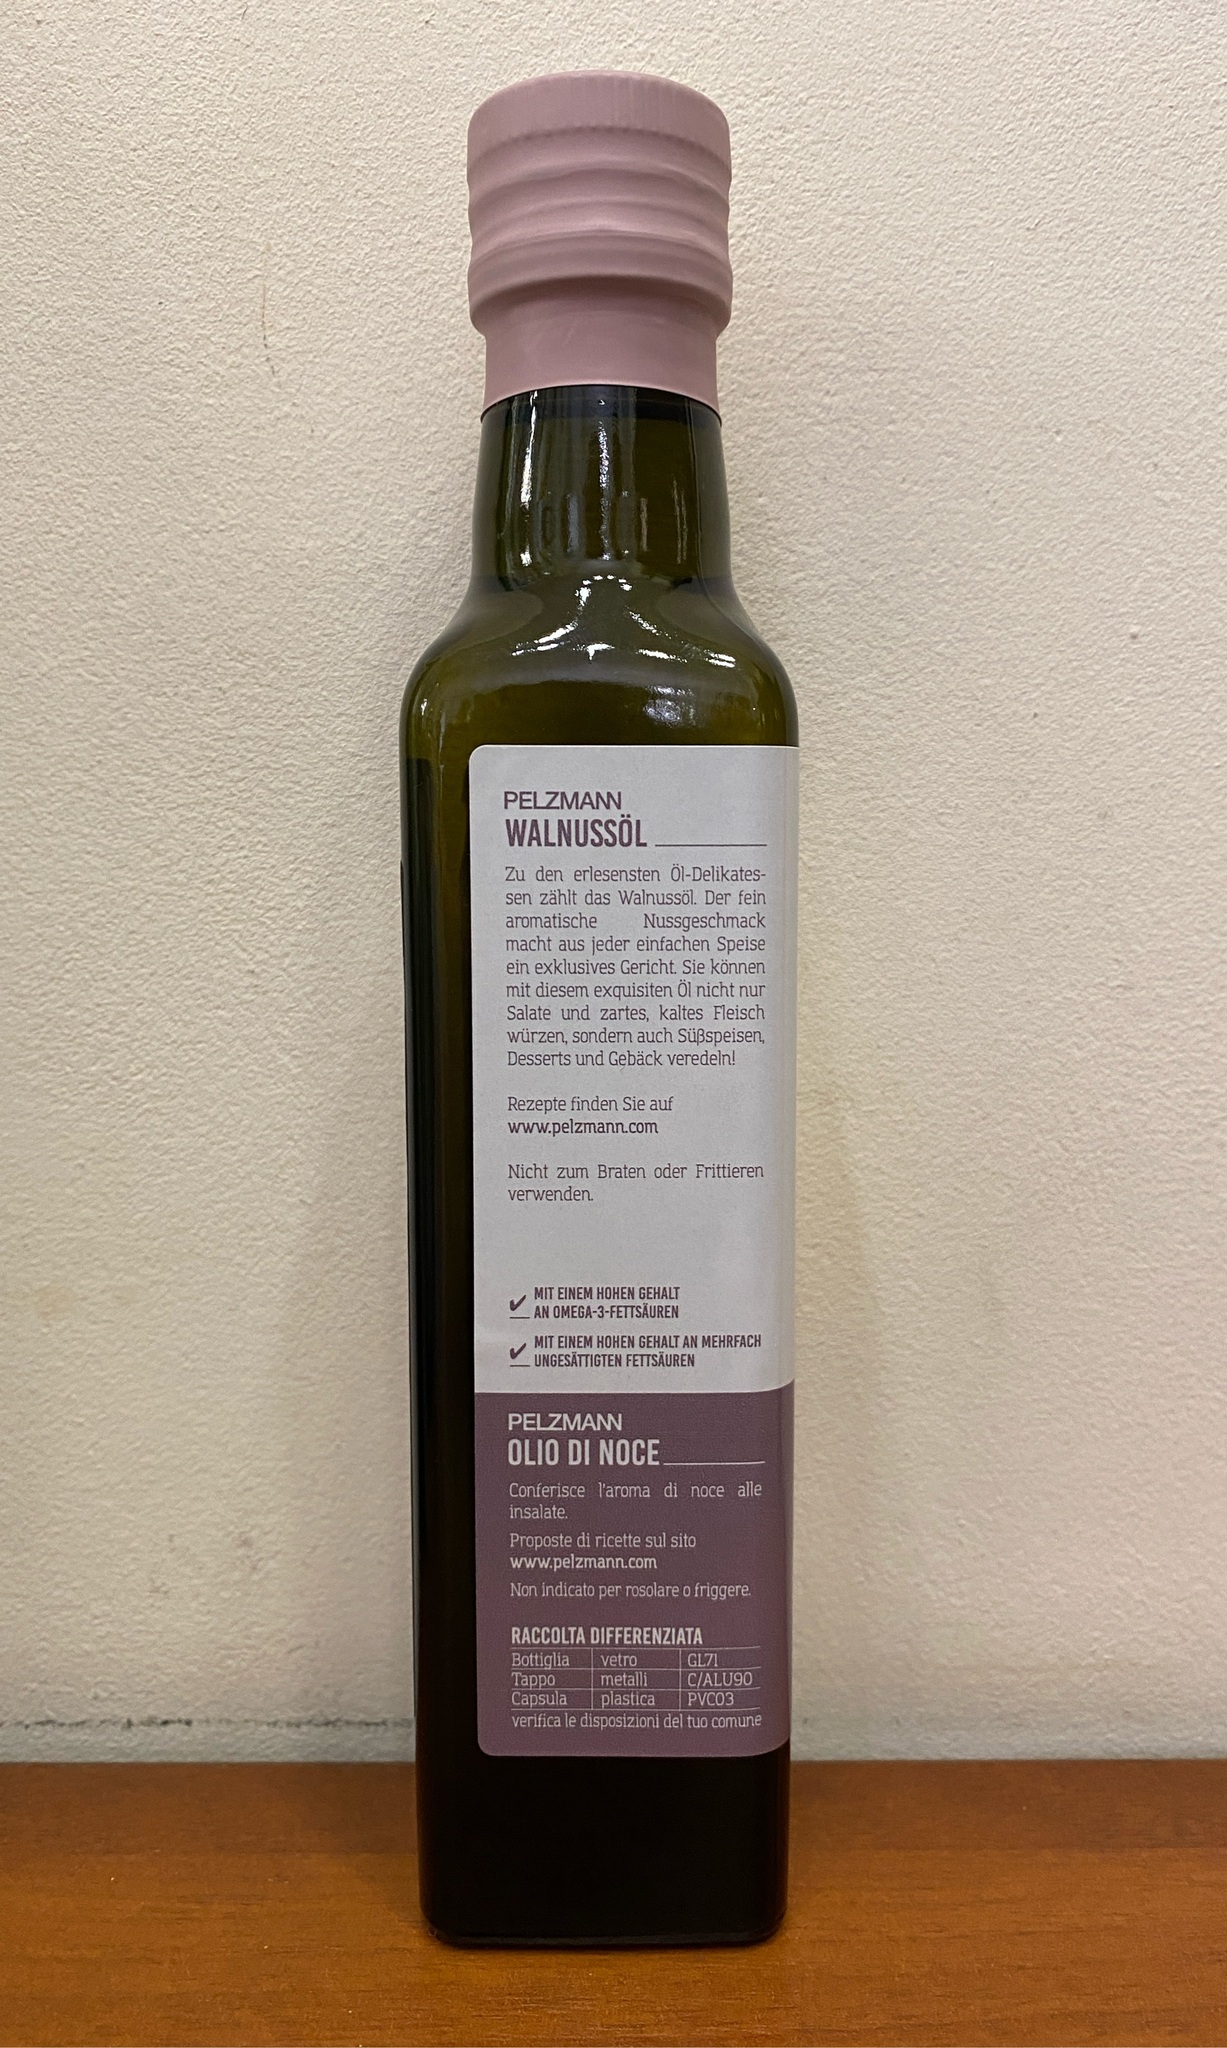 PELZMANN
WALNUSSÖL
Zu den erlesensten Öl-Delikates-
sen zählt das Walnussöl. Der fein
aromatische Nussgeschmack
macht aus jeder einfachen Speise
ein exklusives Gericht. Sie können
mit diesem exquisiten Öl nicht nur
Salate und zartes, kaltes Fleisch
würzen, sondern auch Süßspeisen,
Desserts und Gebäck veredeln!
Rezepte finden Sie auf
www.pelzmann.com
Nicht zum Braten oder Frittieren
verwenden.
MIT EINEM HOHEN GEHALT
AN OMEGA-3-FETTSÄUREN
MIT EINEM HOHEN GEHALT AN MEHRFACH
UNGESÄTTIGTEN FETTSÄUREN
PELZMANN
OLIO DI NOCE
Conferisce l'aroma di noce alle
insalate.
Proposte di ricette sul sito
www.pelzmann.com
Non indicato per rosolare o friggere.
RACCOLTA DIFFERENZIATA
Bottiglia vetro GL71
Tappo metalli C/ALU90
Capsula plastica PVC03
verifica le disposizioni del tuo comune